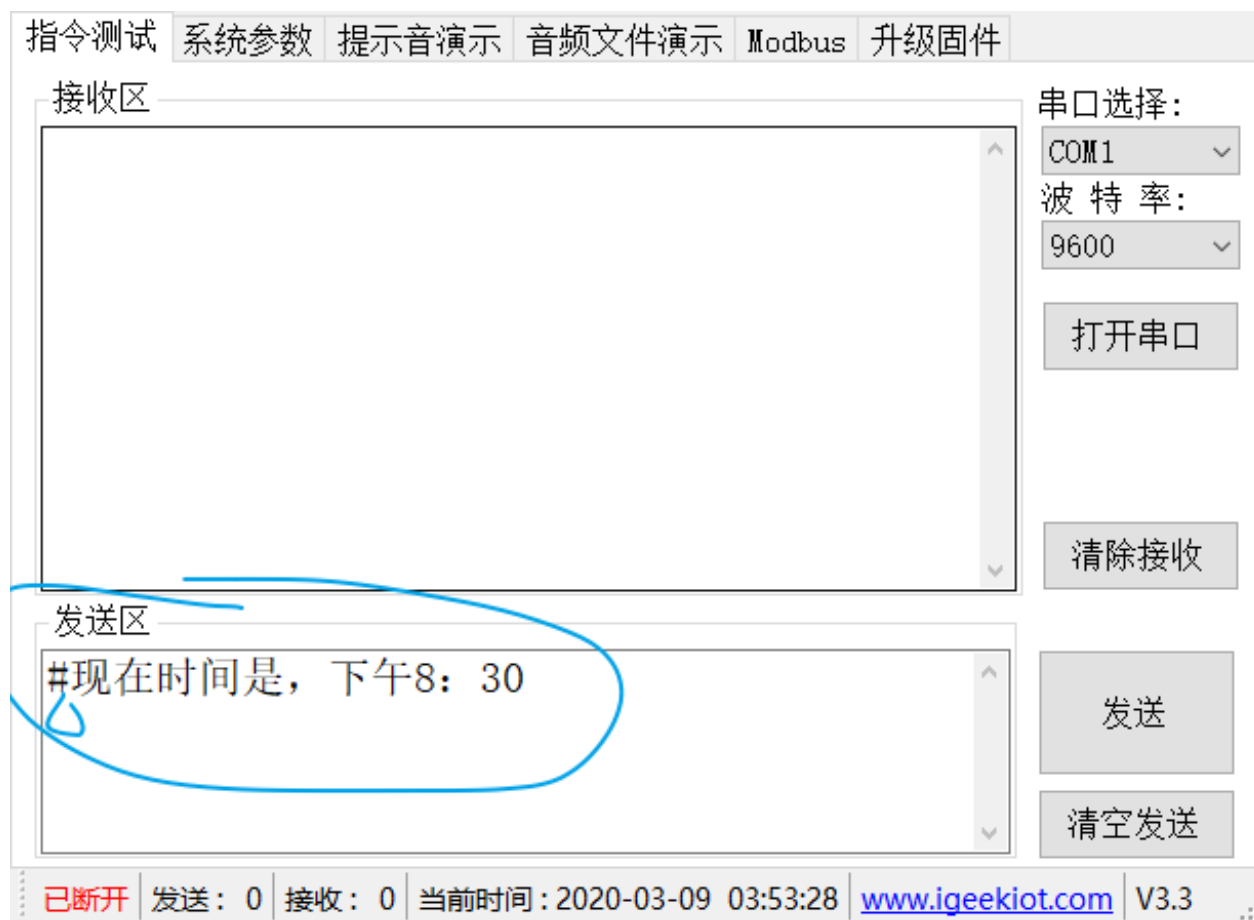 指令测试 系统参数 提示音演示 音频文件演示 Modbus 升级固件
接收区
串口选择:
COM1
波 特 率:
9600
打开串口
清除接收
发送区
#现在时间是，下午8：30
发送
清空发送
已断开 发送: 0 接收: 0 当前时间:2020-03-09 03:53:28 www.igeekiot.com V3.3